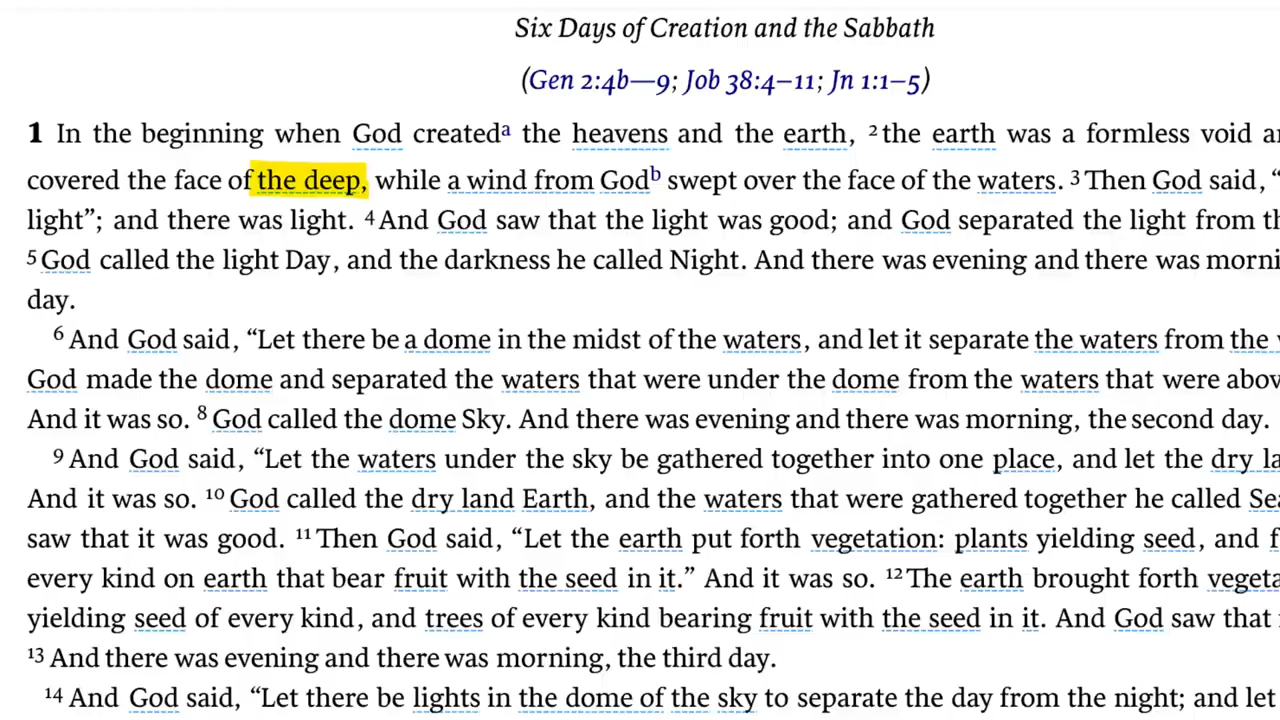 Six Days of Creation and the Sabbath
(Gen 2:4b—9; Job 38:4–11; Jn 1:1–5)
1 In the beginning when God createdᵃ the heavens and the earth, ²the earth was a formless void
covered the face of the deep, while a wind from Godᵇ swept over the face of the waters. ³Then God said, “
light”; and there was light. ⁴And God saw that the light was good; and God separated the light from
⁵God called the light Day, and the darkness he called Night. And there was evening and there was
day.
⁶And God said, “Let there be a dome in the midst of the waters, and let it separate the waters from the
God made the dome and separated the waters that were under the dome from the waters that were
And it was so. ⁸God called the dome Sky. And there was evening and there was morning, the second day.
⁹And God said, “Let the waters under the sky be gathered together into one place, and let the dry
And it was so. ¹⁰God called the dry land Earth, and the waters that were gathered together he called
saw that it was good. ¹¹Then God said, “Let the earth put forth vegetation: plants yielding seed, and
every kind on earth that bear fruit with the seed in it.” And it was so. ¹²The earth brought forth
yielding seed of every kind, and trees of every kind bearing fruit with the seed in it. And God saw that
¹³And there was evening and there was morning, the third day.
¹⁴And God said, “Let there be lights in the dome of the sky to separate the day from the night; and let